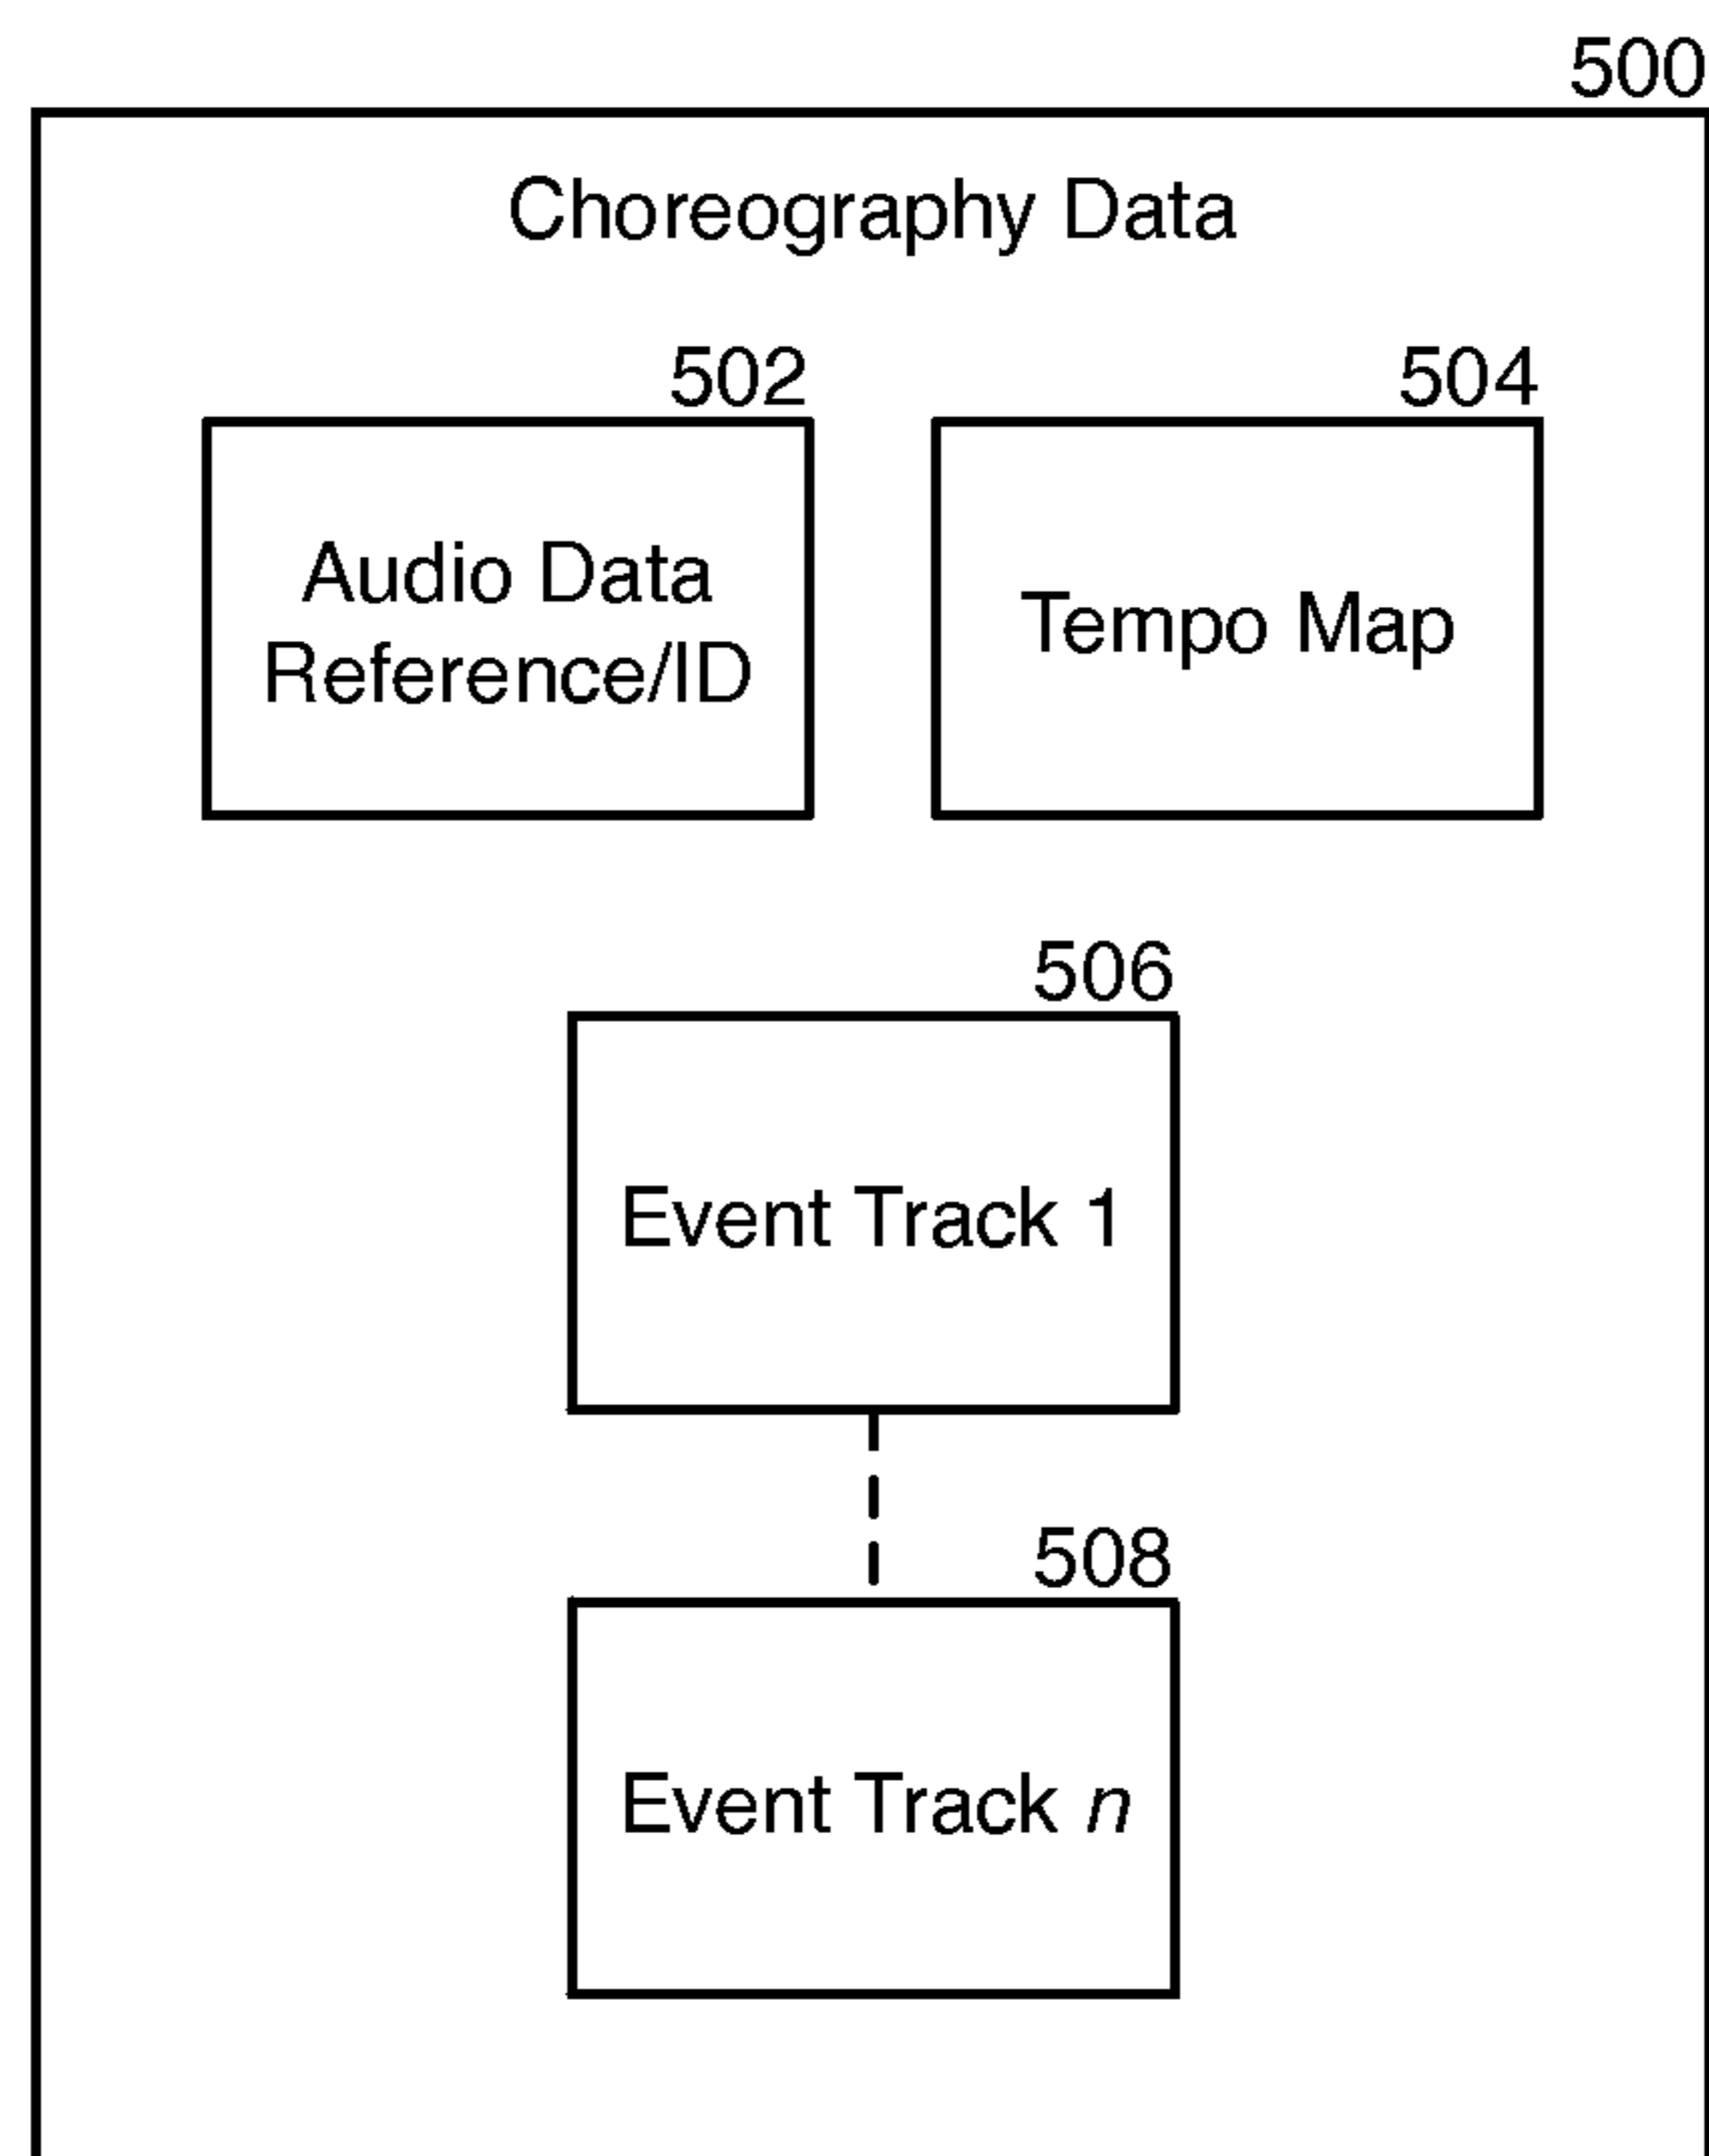 500
Choreography Data
502
504
Audio Data
Reference/ID
Tempo Map
506
Event Track 1
508
Event Track n